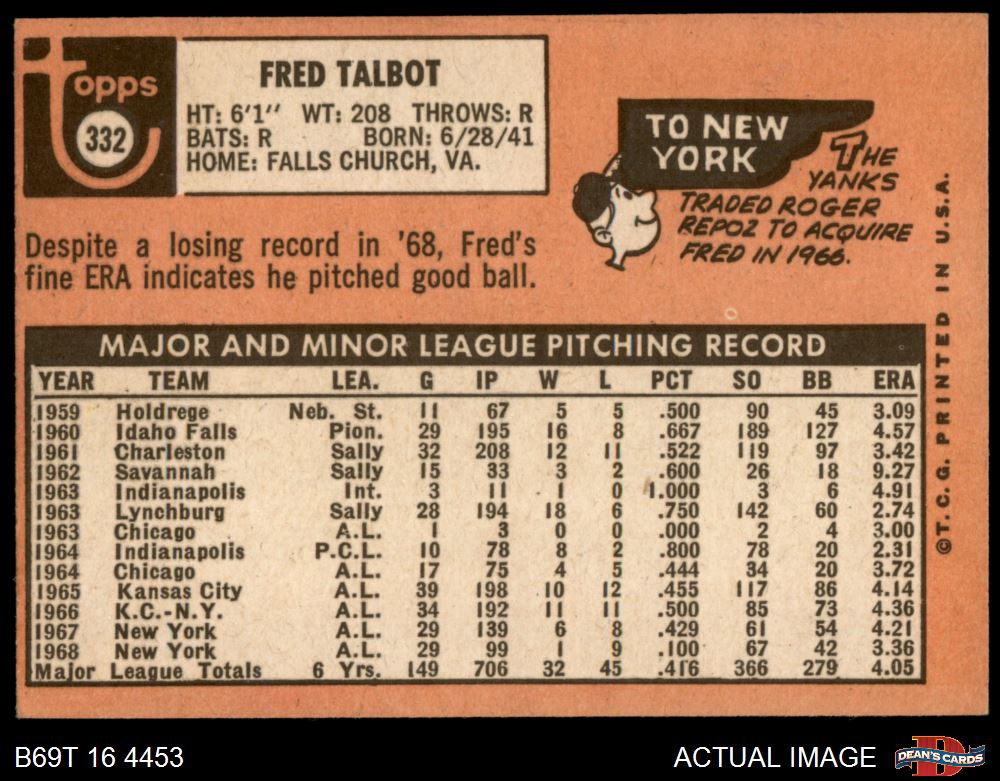 topps
332
FRED TALBOT
HT: 6'1" WT: 208 THROWS: R
BATS: R BORN: 6/28/41
HOME: FALLS CHURCH, VA.
TO NEW
YORK
THE
YANKS
TRADED ROGER
REPOZ TO ACQUIRE
FRED IN 1966.
Despite a losing record in '68, Fred's
fine ERA indicates he pitched good ball.
MAJOR AND MINOR LEAGUE PITCHING RECORD
YEAR TEAM LEA. G IP W L PCT SO BB ERA
1959 Holdrege Neb. St. 11 67 5 5 .500 90 45 3.09
1960 Idaho Falls Pion. 29 195 16 8 .667 189 127 4.57
1961 Charleston Sally 32 208 12 11 .522 119 97 3.42
1962 Savannah Sally 15 33 3 2 .600 26 18 9.27
1963 Indianapolis Int. 3 11 1 0 1.000 3 6 4.91
1963 Lynchburg Sally 28 194 18 6 .750 142 60 2.74
1963 Chicago A.L. 1 3 0 0 .000 2 4 3.00
1964 Indianapolis P.C.L. 10 78 8 2 .800 78 20 2.31
1964 Chicago A.L. 17 75 4 5 .444 34 20 3.72
1965 Kansas City A.L. 39 198 10 12 .455 117 86 4.14
1966 K.C.-N.Y. A.L. 34 192 11 11 .500 85 73 4.36
1967 New York A.L. 29 139 6 8 .429 61 54 4.21
1968 New York A.L. 29 99 1 9 .100 67 42 3.36
Major League Totals 6 Yrs. 149 706 32 45 .416 366 279 4.05
©T.C.G. PRINTED IN U.S.A.
B69T 16 4453
ACTUAL IMAGE
D
DEAN'S CARDS